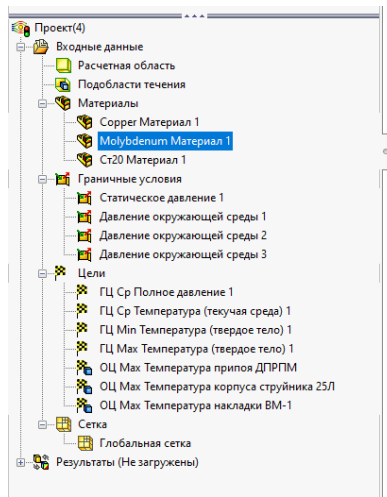 Проект(4)
Входные данные
Расчетная область
Подобласти течения
Материалы
Copper Материал 1
Molybdenum Материал 1
Ст20 Материал 1
Граничные условия
Статическое давление 1
Давление окружающей среды 1
Давление окружающей среды 2
Давление окружающей среды 3
Цели
ГЦ Ср Полное давление 1
ГЦ Ср Температура (текучая среда) 1
ГЦ Min Температура (твердое тело) 1
ГЦ Max Температура (твердое тело) 1
ОЦ Max Температура припоя ДПРПМ
ОЦ Max Температура корпуса струйника 25Л
ОЦ Max Температура накладки ВМ-1
Сетка
Глобальная сетка
Результаты (Не загружены)